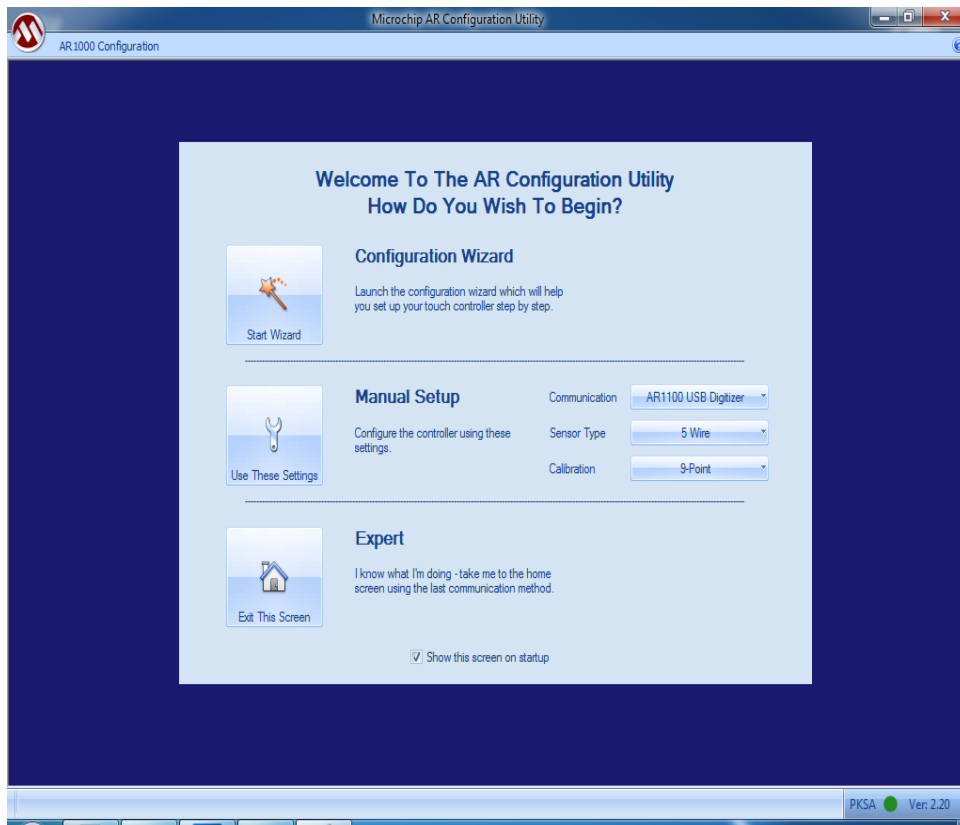 Microchip AR Configuration Utility
AR1000 Configuration
Welcome To The AR Configuration Utility
How Do You Wish To Begin?
Configuration Wizard
Launch the configuration wizard which will help
you set up your touch controller step by step.
Start Wizard
Manual Setup
Configure the controller using these
settings.
Use These Settings
Communication AR1100 USB Digitizer
Sensor Type 5 Wire
Calibration 9-Point
Expert
I know what I'm doing - take me to the home
screen using the last communication method.
Exit This Screen
Show this screen on startup
PKSA Ver: 2.20